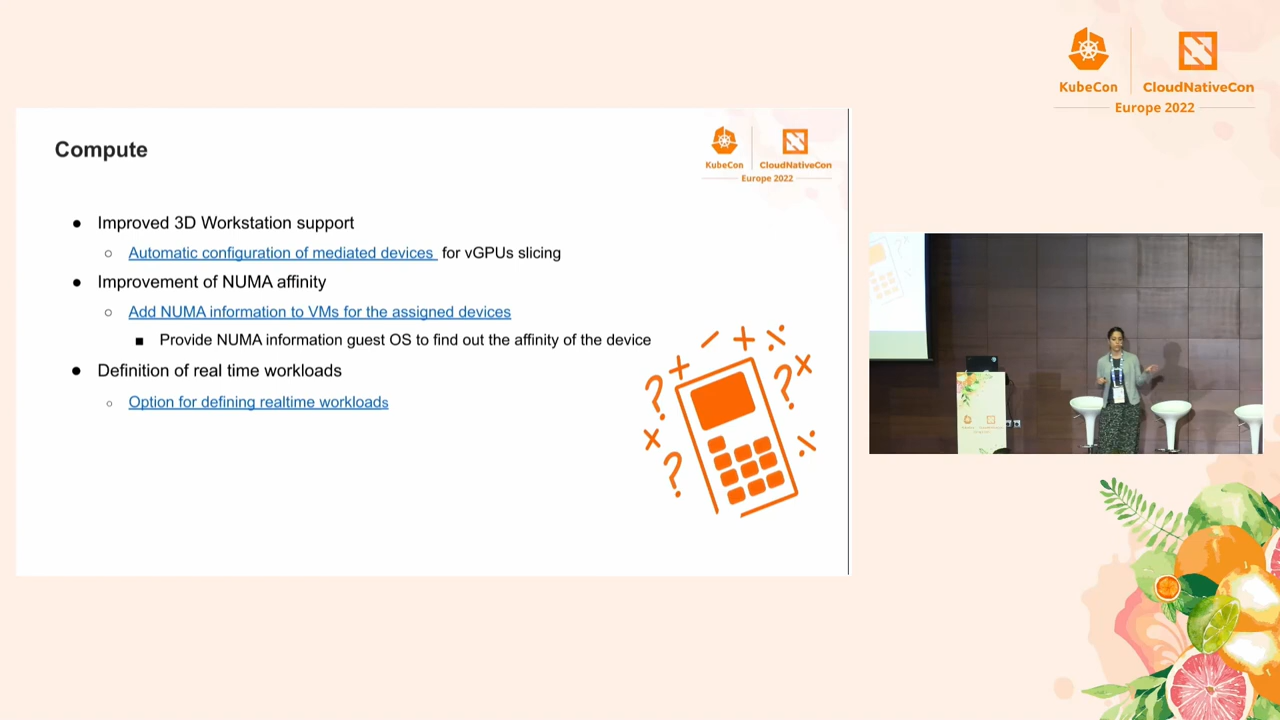 KubeCon
CloudNativeCon
Europe 2022
Compute
KubeCon
CloudNativeCon
Europe 2022
● Improved 3D Workstation support
○ Automatic configuration of mediated devices for vGPUs slicing
● Improvement of NUMA affinity
○ Add NUMA information to VMs for the assigned devices
■ Provide NUMA information guest OS to find out the affinity of the device
● Definition of real time workloads
○ Option for defining realtime workloads